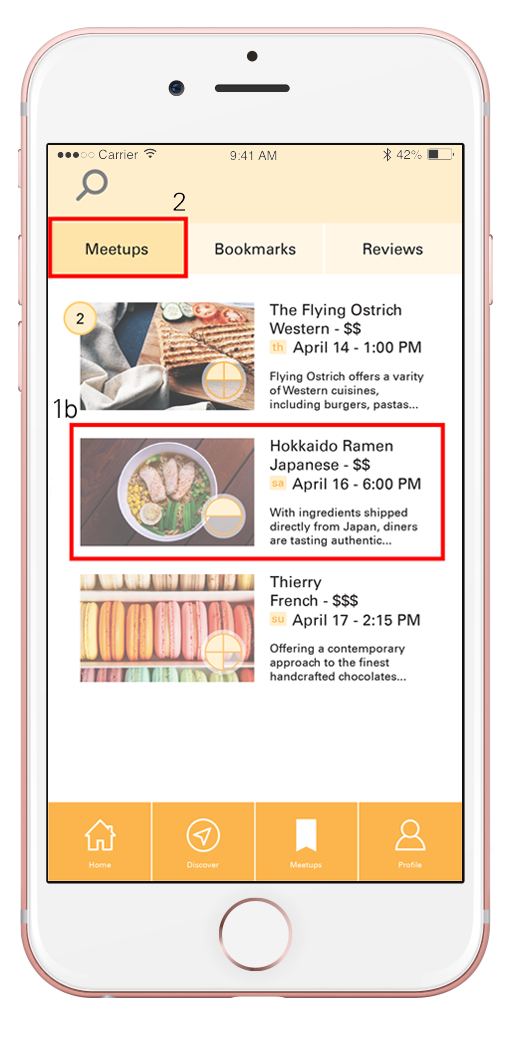 ●●●○○ Carrier 9:41 AM 42%
2
Meetups Bookmarks Reviews
2
The Flying Ostrich
Western - $$
th April 14 - 1:00 PM
Flying Ostrich offers a varity
of Western cuisines,
including burgers, pastas...
1b
Hokkaido Ramen
Japanese - $$
sa April 16 - 6:00 PM
With ingredients shipped
directly from Japan, diners
are tasting authentic...
Thierry
French - $$$
su April 17 - 2:15 PM
Offering a contemporary
approach to the finest
handcrafted chocolates...
Home Discover Meetups Profile